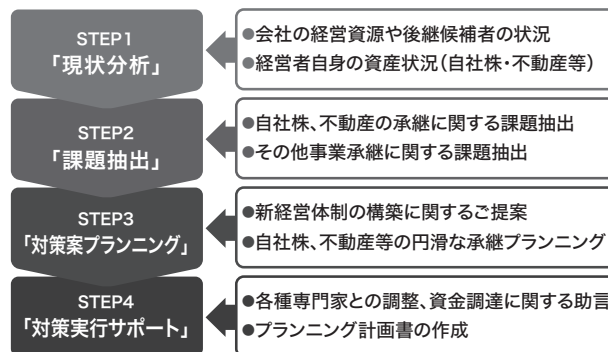 STEP1
「現状分析」
●会社の経営資源や後継候補者の状況
●経営者自身の資産状況(自社株・不動産等)
STEP2
「課題抽出」
●自社株、不動産の承継に関する課題抽出
●その他事業承継に関する課題抽出
STEP3
「対策案プランニング」
●新経営体制の構築に関するご提案
●自社株、不動産等の円滑な承継プランニング
STEP4
「対策実行サポート」
●各種専門家との調整、資金調達に関する助言
●プランニング計画書の作成